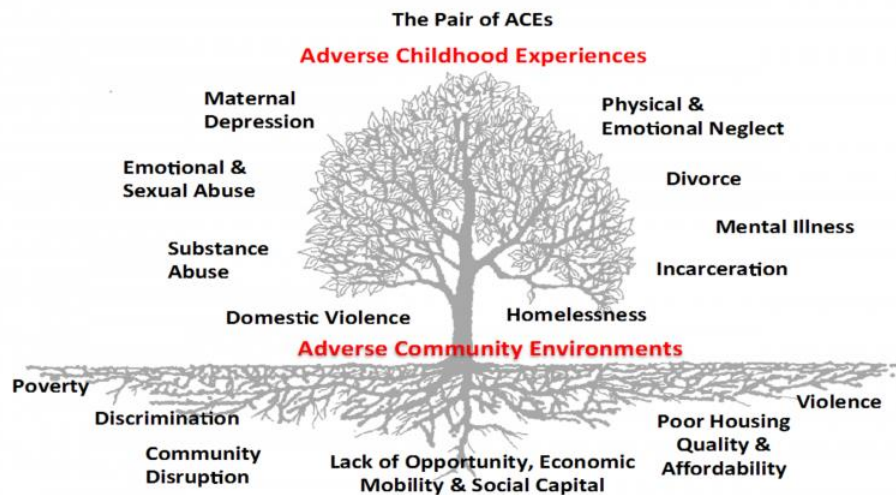 The Pair of ACEs
Adverse Childhood Experiences
Maternal
Depression
Physical &
Emotional Neglect
Emotional &
Sexual Abuse
Divorce
Mental Illness
Substance
Abuse
Incarceration
Domestic Violence
Homelessness
Adverse Community Environments
Poverty
Violence
Discrimination
Poor Housing
Quality &
Affordability
Community
Disruption
Lack of Opportunity, Economic
Mobility & Social Capital